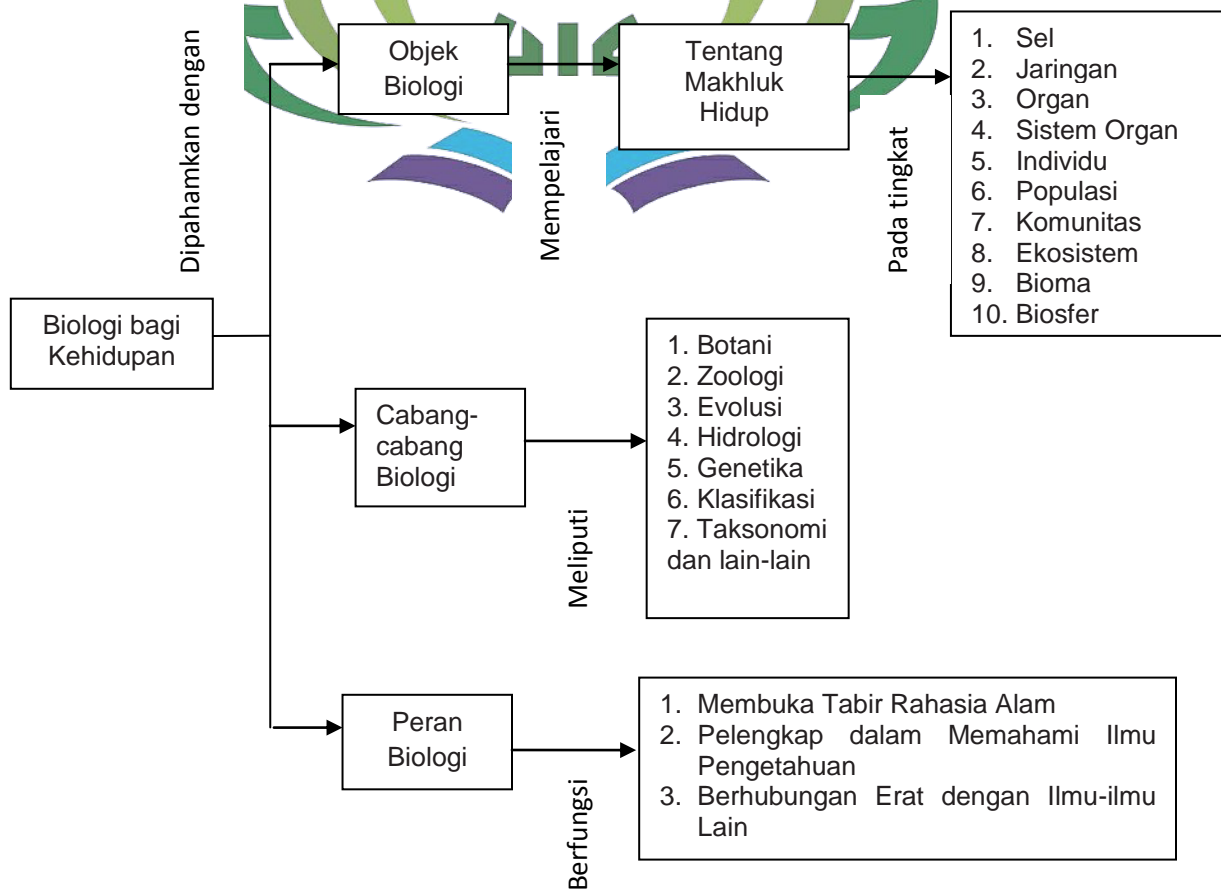 Dipahamkan dengan
Objek
Biologi
Mempelajari
Tentang
Makhluk
Hidup
Pada tingkat
1. Sel
2. Jaringan
3. Organ
4. Sistem Organ
5. Individu
6. Populasi
7. Komunitas
8. Ekosistem
9. Bioma
10. Biosfer
Biologi bagi
Kehidupan
Cabang-
cabang
Biologi
Meliputi
1. Botani
2. Zoologi
3. Evolusi
4. Hidrologi
5. Genetika
6. Klasifikasi
7. Taksonomi
dan lain-lain
Peran
Biologi
Berfungsi
1. Membuka Tabir Rahasia Alam
2. Pelengkap dalam Memahami Ilmu
Pengetahuan
3. Berhubungan Erat dengan Ilmu-ilmu
Lain